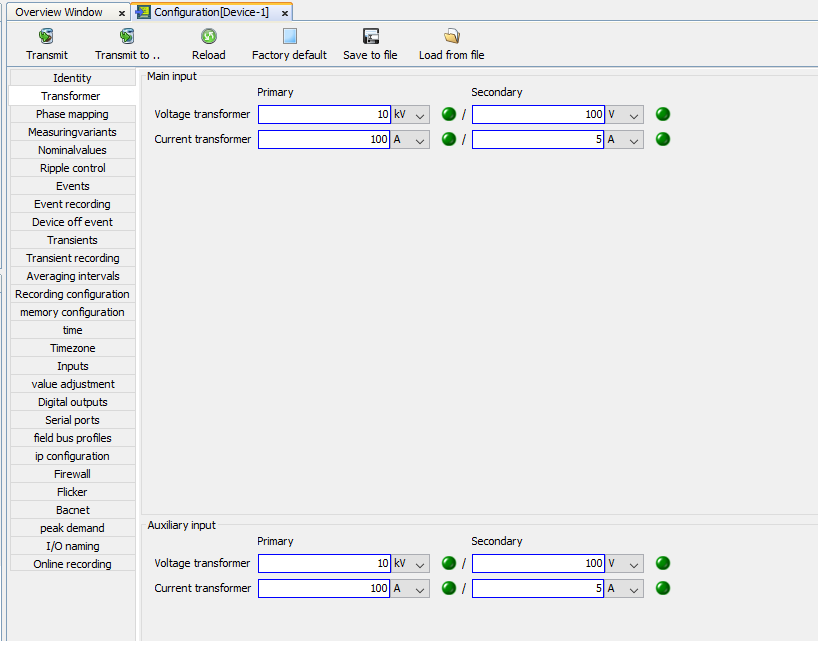 Overview Window x Configuration[Device-1] x
Transmit Transmit to .. Reload Factory default Save to file Load from file
Identity
Transformer
Phase mapping
Measuringvariants
Nominalvalues
Ripple control
Events
Event recording
Device off event
Transients
Transient recording
Averaging intervals
Recording configuration
memory configuration
time
Timezone
Inputs
value adjustment
Digital outputs
Serial ports
field bus profiles
ip configuration
Firewall
Flicker
Bacnet
peak demand
I/O naming
Online recording
Main input
Primary Secondary
Voltage transformer 10 kV / 100 V
Current transformer 100 A / 5 A
Auxiliary input
Primary Secondary
Voltage transformer 10 kV / 100 V
Current transformer 100 A / 5 A